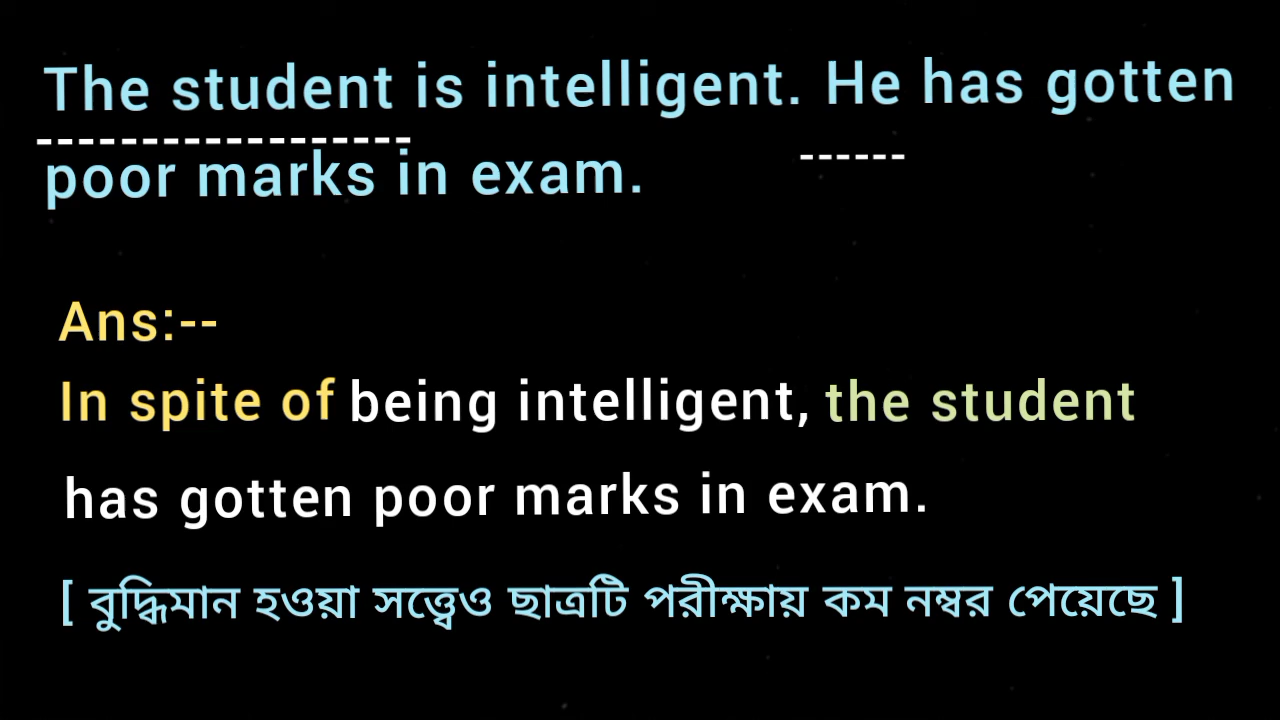 The student is intelligent. He has gotten
poor marks in exam.
Ans:--
In spite of being intelligent, the student
has gotten poor marks in exam.
[ বুদ্ধিমান হওয়া সত্ত্বেও ছাত্রটি পরীক্ষায় কম নম্বর পেয়েছে ]